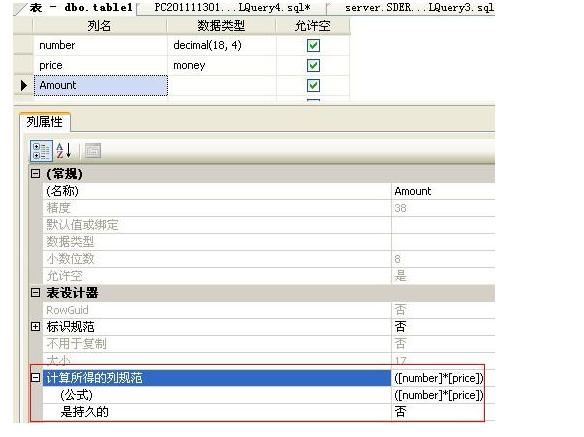 表 - dbo.table1 PC201111301...LQuery4.sql* server.SDER...LQuery3.sql
列名 数据类型 允许空
number decimal(18, 4)
price money
Amount
列属性
(常规)
(名称) Amount
精度 38
默认值或绑定
数据类型
小数位数 8
允许空 是
表设计器
RowGuid 否
标识规范 否
不用于复制 否
大小 17
计算所得的列规范 ([number]*[price])
(公式) ([number]*[price])
是持久的 否